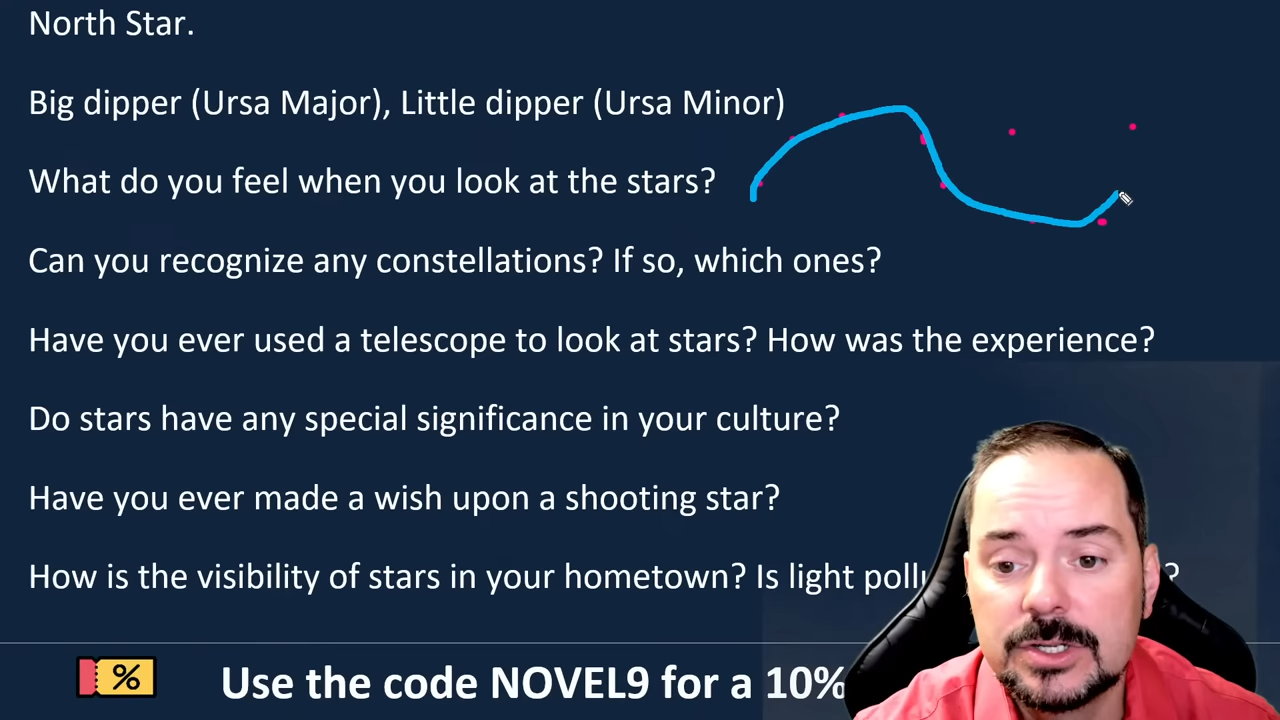 North Star.
Big dipper (Ursa Major), Little dipper (Ursa Minor)
What do you feel when you look at the stars?
Can you recognize any constellations? If so, which ones?
Have you ever used a telescope to look at stars? How was the experience?
Do stars have any special significance in your culture?
Have you ever made a wish upon a shooting star?
How is the visibility of stars in your hometown? Is light ?
%
Use the code NOVEL9 for a 10%